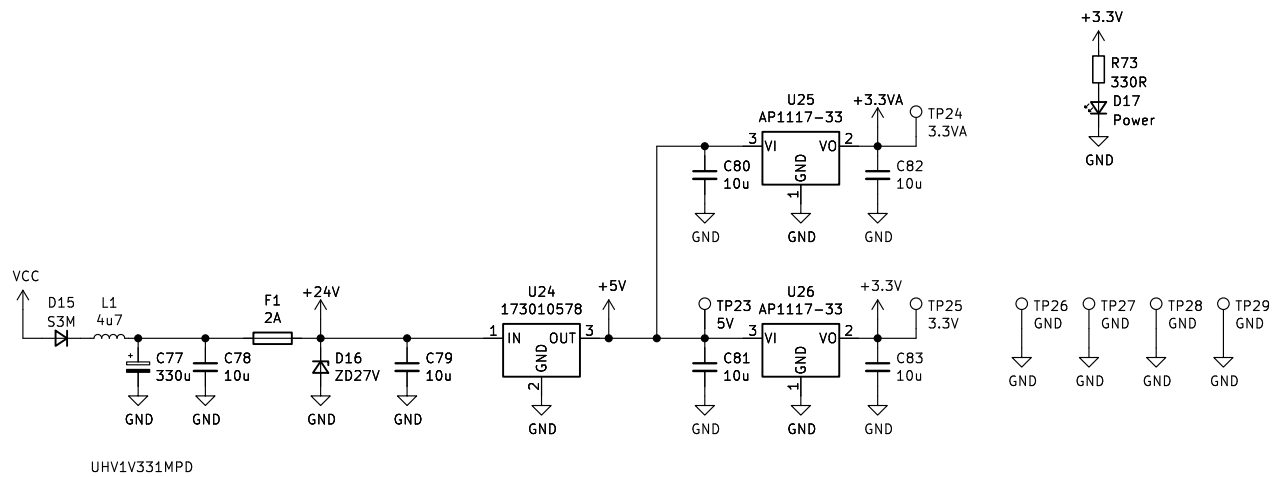 +3.3V
R73
330R
D17
Power
GND
U25
AP1117-33
+3.3VA
TP24
3.3VA
3
VI
VO
2
GND
1
C80
10u
C82
10u
GND
GND
GND
VCC
D15
S3M
L1
4u7
F1
2A
+24V
U24
173010578
+5V
TP23
5V
U26
AP1117-33
+3.3V
TP25
3.3V
TP26
GND
TP27
GND
TP28
GND
TP29
GND
1
IN
OUT
3
GND
2
3
VI
VO
2
GND
1
+
C77
330u
C78
10u
D16
ZD27V
C79
10u
C81
10u
C83
10u
GND
GND
GND
GND
GND
GND
GND
GND
GND
GND
GND
GND
UHV1V331MPD